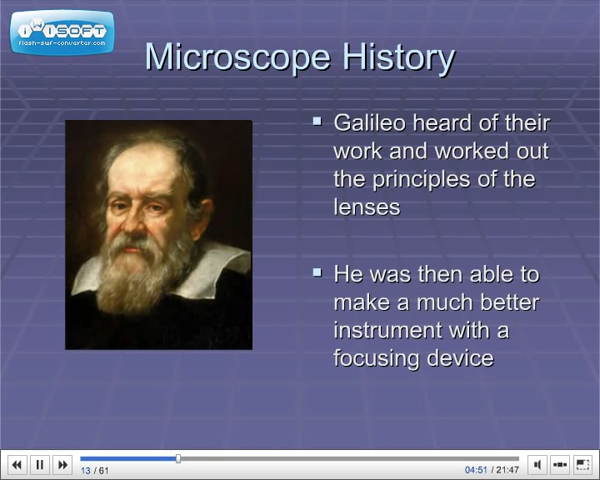 iWiSOFT
flash-swf-converter.com
Microscope History
Galileo heard of their
work and worked out
the principles of the
lenses
He was then able to
make a much better
instrument with a
focusing device
13 / 61
04:51 / 21:47